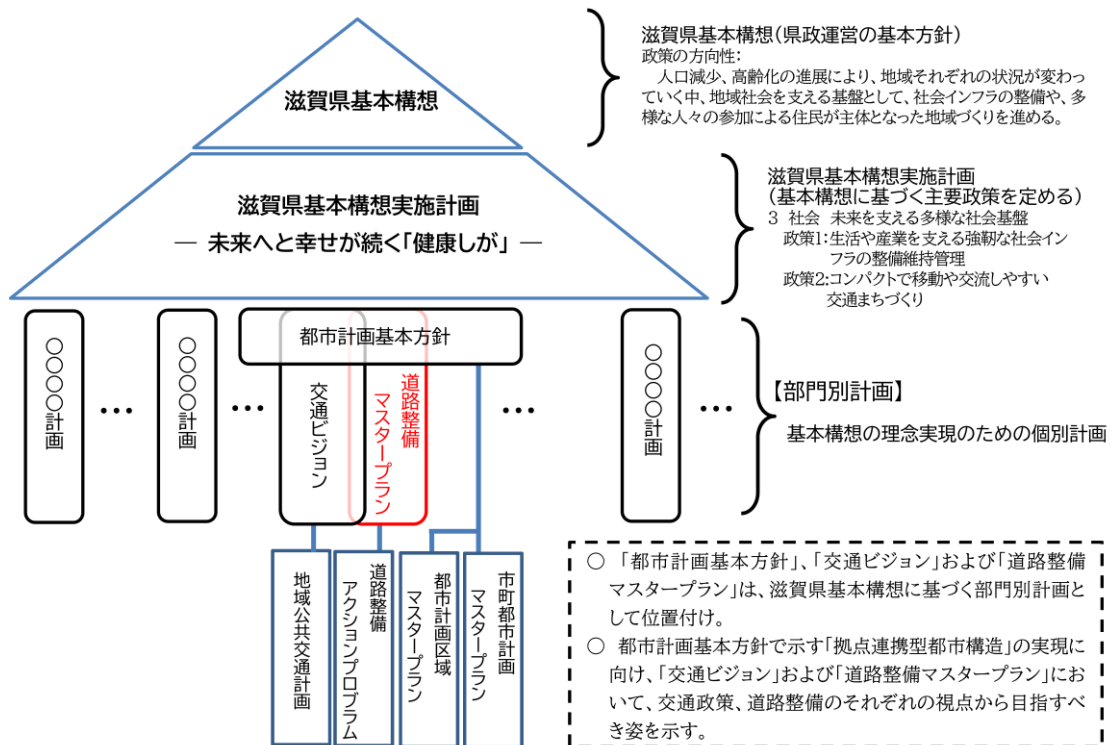 滋賀県基本構想
滋賀県基本構想(県政運営の基本方針)
政策の方向性:
人口減少、高齢化の進展により、地域それぞれの状況が変わっ
ていく中、地域社会を支える基盤として、社会インフラの整備や、多
様な人々の参加による住民が主体となった地域づくりを進める。
滋賀県基本構想実施計画
― 未来へと幸せが続く「健康しが」 ―
滋賀県基本構想実施計画
(基本構想に基づく主要政策を定める)
3 社会 未来を支える多様な社会基盤
政策1:生活や産業を支える強靭な社会イン
フラの整備維持管理
政策2:コンパクトで移動や交流しやすい
交通まちづくり
〇〇〇〇計画
…
〇〇〇〇計画
…
都市計画基本方針
交通ビジョン
道路整備
マスタープラン
…
〇〇〇〇計画
…
【部門別計画】
基本構想の理念実現のための個別計画
地域公共交通計画
道路整備
アクションプログラム
都市計画区域
マスタープラン
市町都市計画
マスタープラン
〇 「都市計画基本方針」、「交通ビジョン」および「道路整備
マスタープラン」は、滋賀県基本構想に基づく部門別計画と
して位置付け。
〇 都市計画基本方針で示す「拠点連携型都市構造」の実現に
向け、「交通ビジョン」および「道路整備マスタープラン」にお
いて、交通政策、道路整備のそれぞれの視点から目指すべ
き姿を示す。